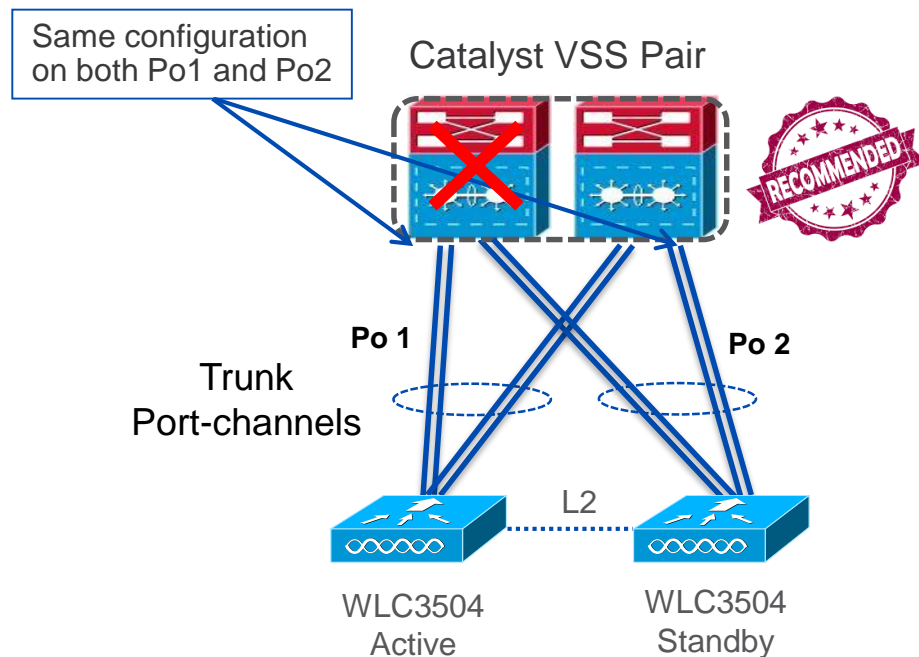 Same configuration
on both Po1 and Po2
Catalyst VSS Pair
RECOMMENDED
Po 1
Po 2
Trunk
Port-channels
L2
WLC3504
Active
WLC3504
Standby